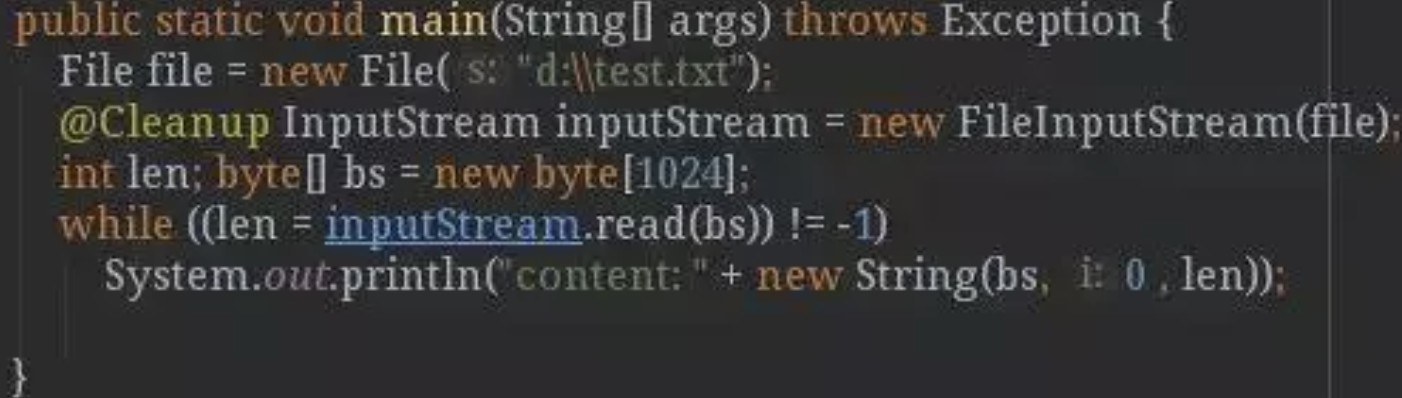 public static void main(String[] args) throws Exception {
File file = new File( s: "d:\\test.txt");
@Cleanup InputStream inputStream = new FileInputStream(file);
int len; byte[] bs = new byte[1024];
while ((len = inputStream.read(bs)) != -1)
System.out.println("content: " + new String(bs, i: 0 , len));
}